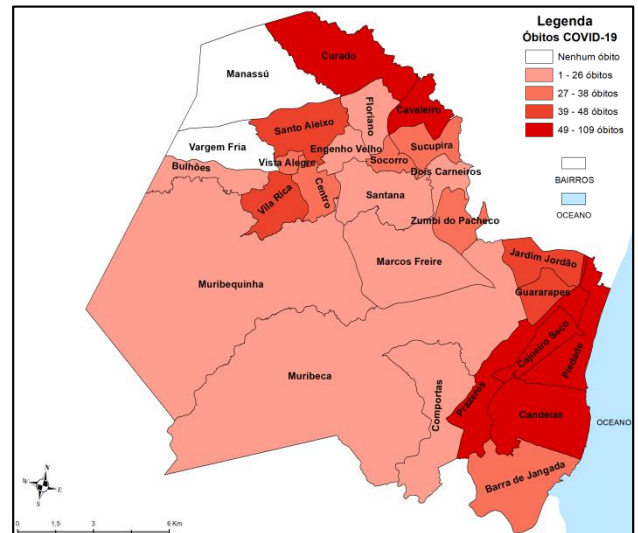 Legenda
Óbitos COVID-19
Nenhum óbito
1 - 26 óbitos
27 - 38 óbitos
39 - 48 óbitos
49 - 109 óbitos
BAIRROS
OCEANO
Curado
Manassú
Floriano
Cavaleiro
Santo Aleixo
Vargem Fria
Engenho Velho
Sucupira
Vista Alegre
Socorro
Bulhões
Dois Carneiros
Vila Rica
Centro
Santana
Zumbi do Pacheco
Marcos Freire
Jardim Jordão
Muribequinha
Guararapes
Cajueiro Seco
Piedade
Muribeca
Comportas
Prazeres
Candeias
OCEANO
Barra de Jangada
N
W
E
S
0 1,5 3 6 Km